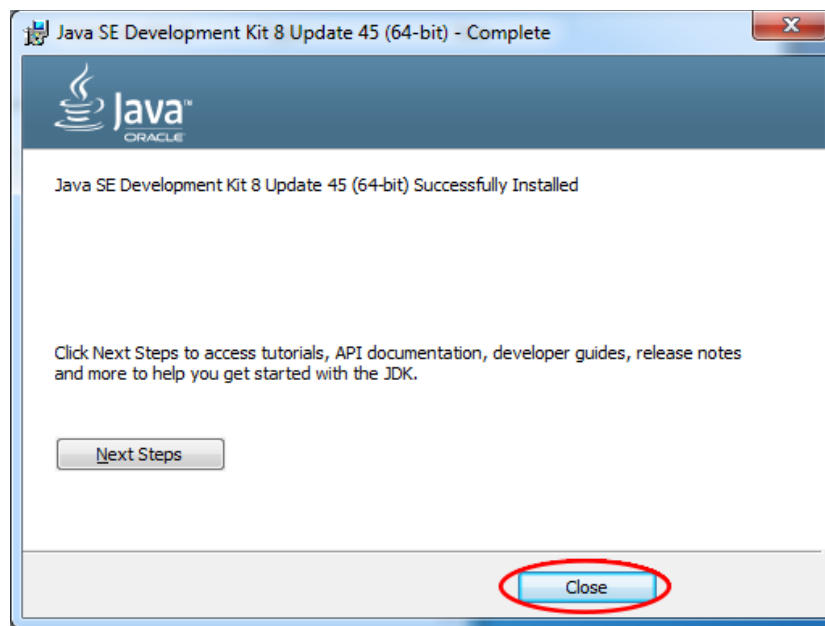 Java SE Development Kit 8 Update 45 (64-bit) - Complete
Java™
ORACLE
Java SE Development Kit 8 Update 45 (64-bit) Successfully Installed
Click Next Steps to access tutorials, API documentation, developer guides, release notes
and more to help you get started with the JDK.
Next Steps
Close